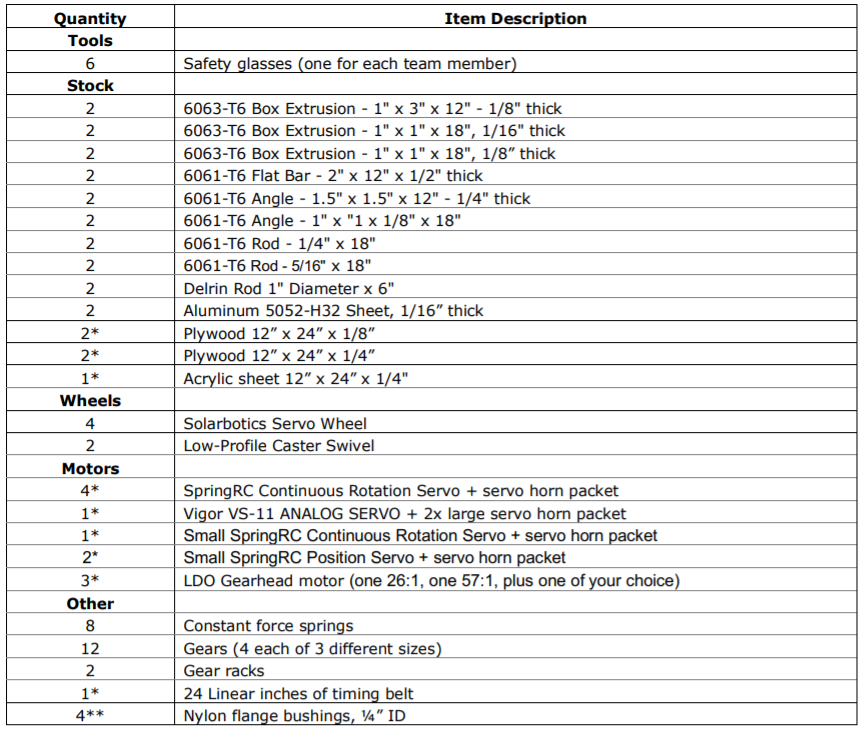 Quantity Item Description
Tools
6 Safety glasses (one for each team member)
Stock
2 6063-T6 Box Extrusion - 1" x 3" x 12" - 1/8" thick
2 6063-T6 Box Extrusion - 1" x 1" x 18", 1/16" thick
2 6063-T6 Box Extrusion - 1" x 1" x 18", 1/8” thick
2 6061-T6 Flat Bar - 2" x 12" x 1/2" thick
2 6061-T6 Angle - 1.5" x 1.5" x 12" - 1/4" thick
2 6061-T6 Angle - 1" x "1 x 1/8" x 18"
2 6061-T6 Rod - 1/4" x 18"
2 6061-T6 Rod - 5/16" x 18"
2 Delrin Rod 1" Diameter x 6"
2 Aluminum 5052-H32 Sheet, 1/16” thick
2* Plywood 12” x 24” x 1/8”
2* Plywood 12” x 24” x 1/4”
1* Acrylic sheet 12” x 24” x 1/4"
Wheels
4 Solarbotics Servo Wheel
2 Low-Profile Caster Swivel
Motors
4* SpringRC Continuous Rotation Servo + servo horn packet
1* Vigor VS-11 ANALOG SERVO + 2x large servo horn packet
1* Small SpringRC Continuous Rotation Servo + servo horn packet
2* Small SpringRC Position Servo + servo horn packet
3* LDO Gearhead motor (one 26:1, one 57:1, plus one of your choice)
Other
8 Constant force springs
12 Gears (4 each of 3 different sizes)
2 Gear racks
1* 24 Linear inches of timing belt
4** Nylon flange bushings, ¼” ID